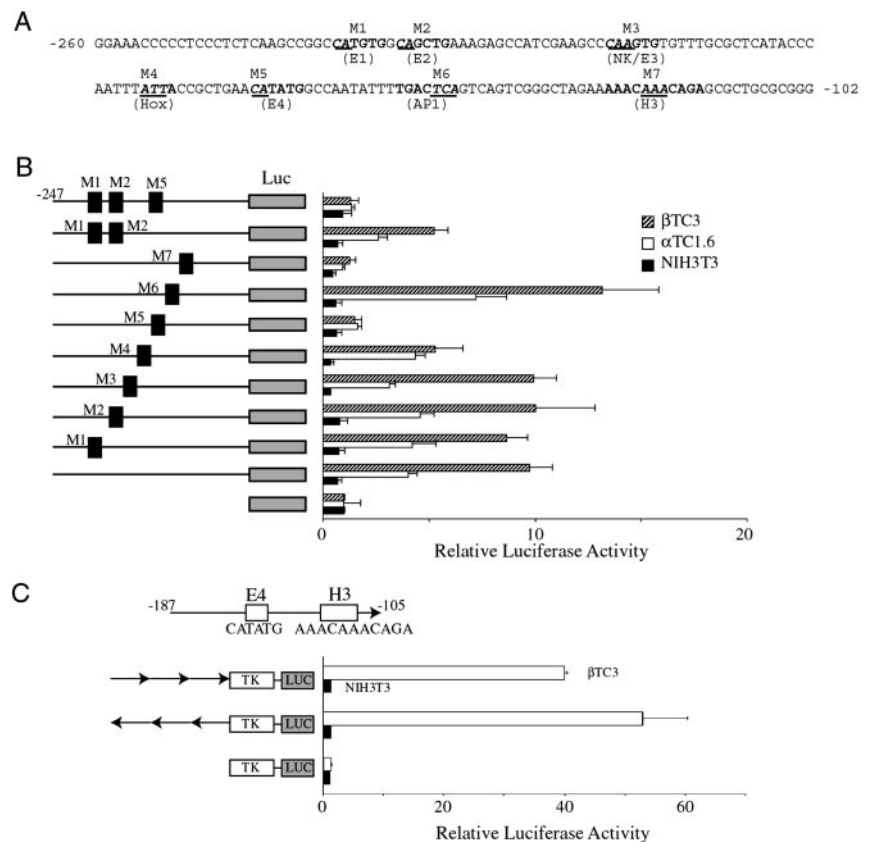 A
M1 M2 M3
-260 GGAAACCCCCTCCCTCTCAAGCCGGCCATGTGGCAGCTGAAAGAGCCATCGAAGCCCAAGTGTGTTTGCGCTCATACCC
(E1) (E2) (NK/E3)
M4 M5 M6 M7
AATTTATTTACCGCTGAACATATGGCCAATATTTTGACTCAGTCAGTCGGGCTAGAAAAACAAACAGAGCGCTGCGCGGG -102
(Hox) (E4) (AP1) (H3)
B
-247 M1 M2 M5 Luc
M1 M2
M7
M6
M5
M4
M3
M2
M1
βTC3
αTC1.6
NIH3T3
0 10 20
Relative Luciferase Activity
C
-187 E4 H3 -105
CATATG AAACAAACAGA
TK LUC βTC3
NIH3T3
TK LUC
TK LUC
0 20 40 60
Relative Luciferase Activity